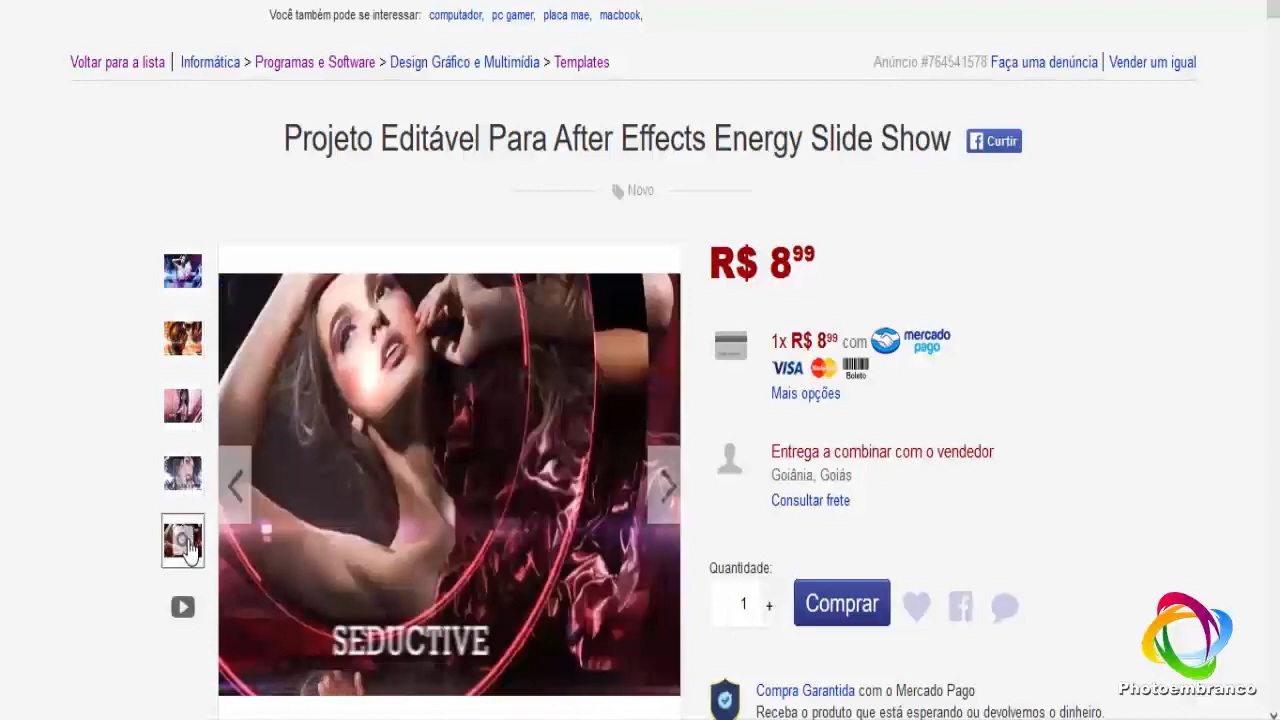 Você também pode se interessar: computador, pc gamer, placa mae, macbook,
Voltar para a lista | Informática > Programas e Software > Design Gráfico e Multimídia > Templates
Anúncio #764541578 Faça uma denúncia | Vender um igual
Projeto Editável Para After Effects Energy Slide Show
Curtir
Novo
R$ 8 99
1x R$ 8 99 com mercado pago
VISA MasterCard Boleto
Mais opções
Entrega a combinar com o vendedor
Goiânia, Goiás
Consultar frete
Quantidade:
1 +
Comprar
SEDUCTIVE
Photoembranco
Compra Garantida com o Mercado Pago
Receba o produto que está esperando ou devolvemos o dinheiro.